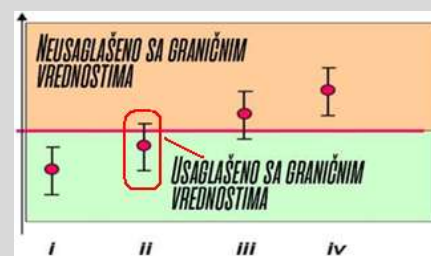 NEUSAGLAŠENO SA GRANIČNIM
VREDNOSTIMA
USAGLAŠENO SA GRANIČNIM
VREDNOSTIMA
i ii iii iv